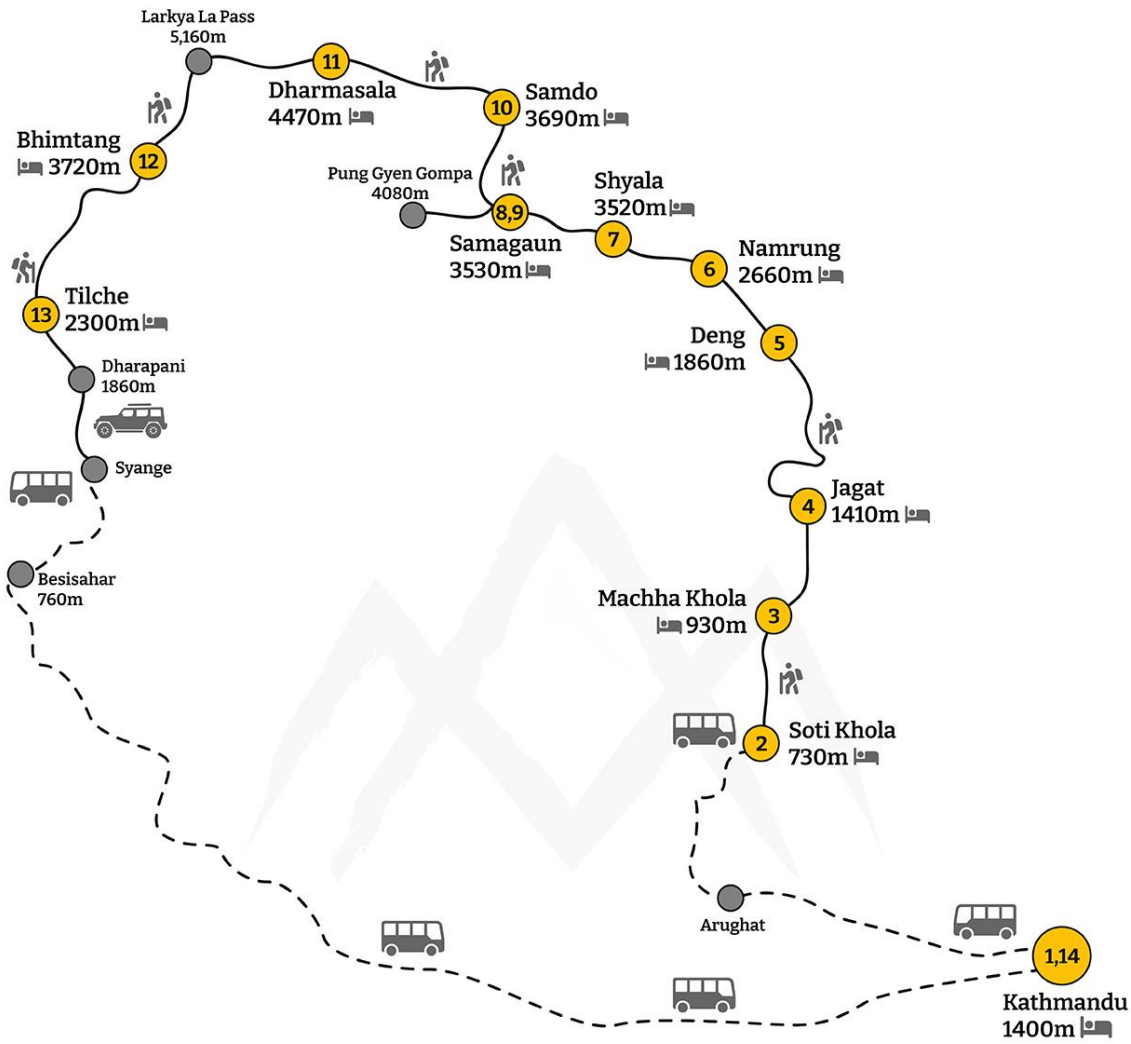 Larkya La Pass
5,160m
11
Dharmasala
4470m
10
Samdo
3690m
Bhimtang
3720m
12
Pung Gyen Gompa
4080m
8,9
Samagaun
3530m
Shyala
3520m
7
6
Namrung
2660m
13
Tilche
2300m
Deng
1860m
5
Dharapani
1860m
Syange
Jagat
1410m
4
Besisahar
760m
Machha Khola
930m
3
2
Soti Khola
730m
Arughat
1,14
Kathmandu
1400m